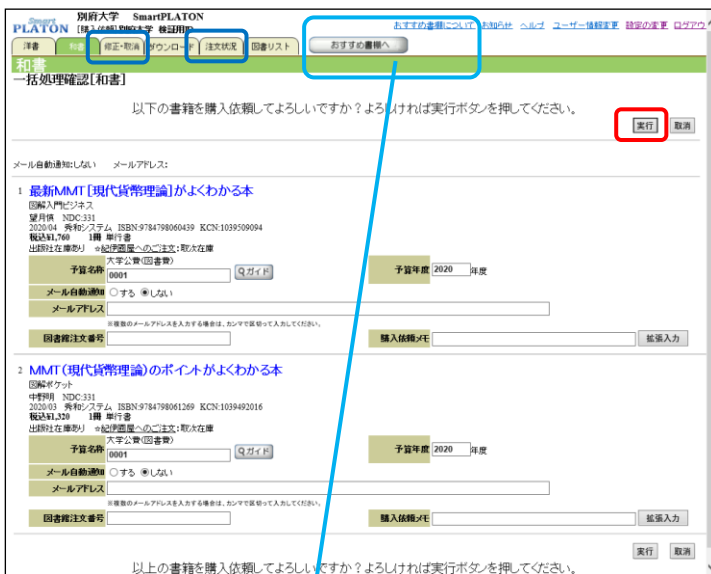 別府大学 SmartPLATON
Smart PLATON [購入依頼]別府大学 検証用ID
おすすめ書棚について お知らせ ヘルプ ユーザー情報変更 設定の変更 ログアウト
洋書 和書 修正・取消 ダウンロード 注文状況 図書リスト おすすめ書棚へ
和書
一括処理確認[和書]
以下の書籍を購入依頼してよろしいですか？よろしければ実行ボタンを押してください。
実行 取消
メール自動通知:しない メールアドレス:
1 最新MMT[現代貨幣理論]がよくわかる本
図解入門ビジネス
望月慎 NDC:331
2020/04 秀和システム ISBN:9784798060439 KCN:1039509094
税込¥1,760 1冊 単行書
出版社在庫あり ☆紀伊國屋へのご注文:取次在庫
大学公費(図書費)
予算名称 0001 Qガイド 予算年度 2020 年度
メール自動通知 ○する ◉しない
メールアドレス
※複数のメールアドレスを入力する場合は、カンマで区切って入力してください。
図書館注文番号 購入依頼メモ 拡張入力
2 MMT(現代貨幣理論)のポイントがよくわかる本
図解ポケット
中野明 NDC:331
2020/03 秀和システム ISBN:9784798061269 KCN:1039492016
税込¥1,320 1冊 単行書
出版社在庫あり ☆紀伊國屋へのご注文:取次在庫
大学公費(図書費)
予算名称 0001 Qガイド 予算年度 2020 年度
メール自動通知 ○する ◉しない
メールアドレス
※複数のメールアドレスを入力する場合は、カンマで区切って入力してください。
図書館注文番号 購入依頼メモ 拡張入力
実行 取消
以上の書籍を購入依頼してよろしいですか？よろしければ実行ボタンを押してください。